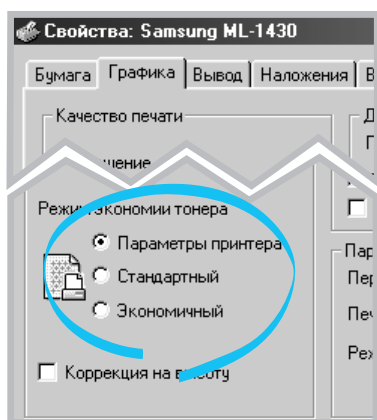 Свойства: Samsung ML-1430
Бумага Графика Вывод Наложения
Качество печати
Режим экономии тонера
Параметры принтера
Стандартный
Экономичный
Коррекция на высоту